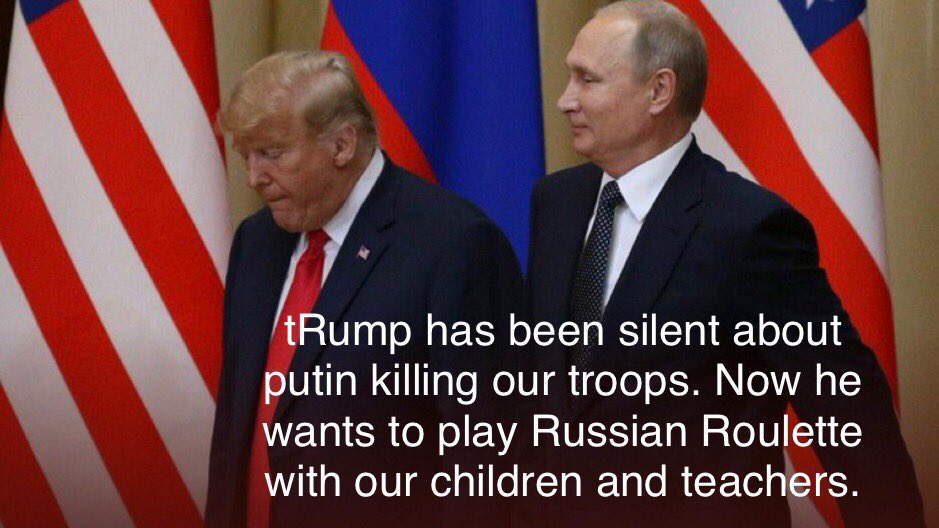 tRump has been silent about
putin killing our troops. Now he
wants to play Russian Roulette
with our children and teachers.